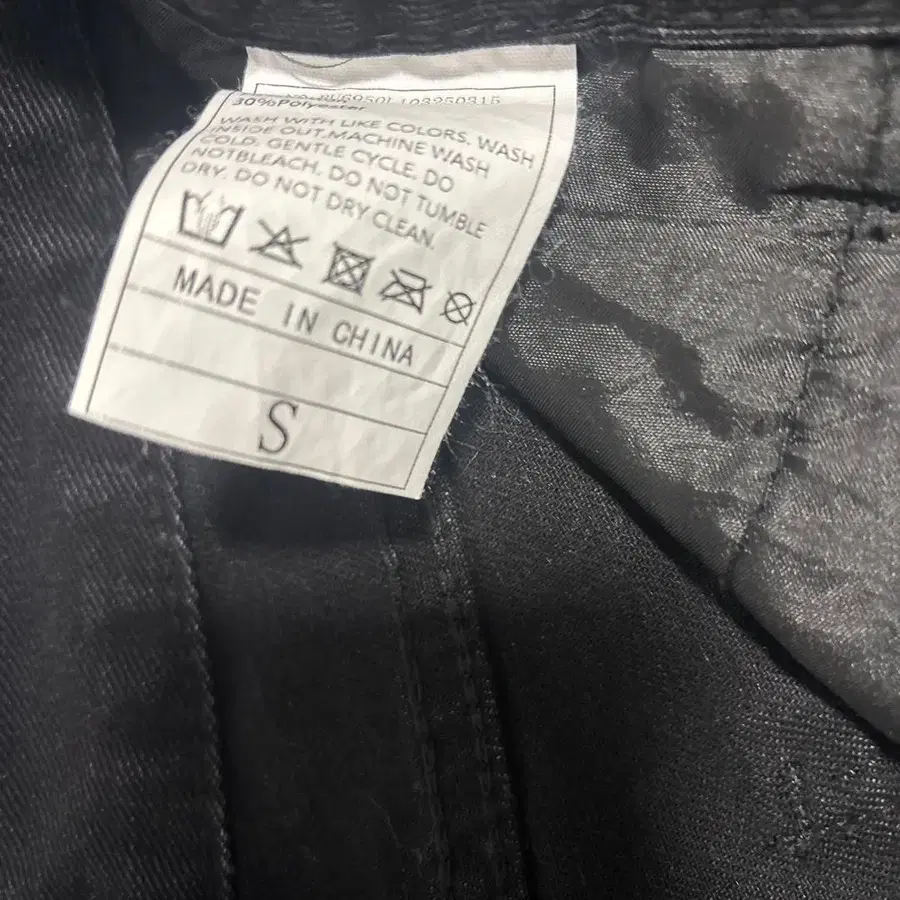 30%Polyester
WASH WITH LIKE COLORS. WASH
INSIDE OUT.MACHINE WASH
COLD. GENTLE CYCLE. DO
NOTBLEACH. DO NOT TUMBLE
DRY. DO NOT DRY CLEAN.
MADE IN CHINA
S